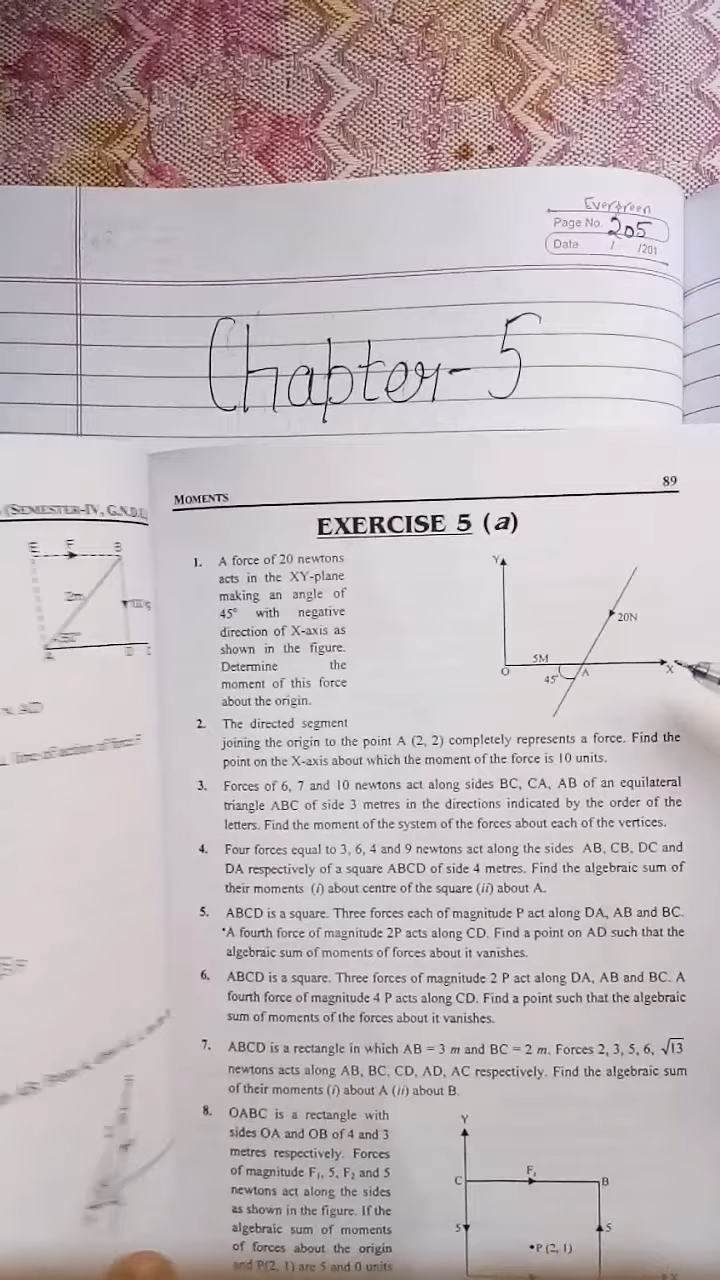 Evergreen
Page No. 205
Date / /201
Chapter-5
(SEMESTER-IV, G.N.D.U.
E F B
2m
MOMENTS
89
EXERCISE 5 (a)
1. A force of 20 newtons
acts in the XY-plane
making an angle of
45° with negative
direction of X-axis as
shown in the figure.
Determine the
moment of this force
about the origin.
Y
20N
5M
O
45°
A
X
2. The directed segment
joining the origin to the point A (2, 2) completely represents a force. Find the
point on the X-axis about which the moment of the force is 10 units.
3. Forces of 6, 7 and 10 newtons act along sides BC, CA, AB of an equilateral
triangle ABC of side 3 metres in the directions indicated by the order of the
letters. Find the moment of the system of the forces about each of the vertices.
4. Four forces equal to 3, 6, 4 and 9 newtons act along the sides AB, CB, DC and
DA respectively of a square ABCD of side 4 metres. Find the algebraic sum of
their moments (i) about centre of the square (ii) about A.
5. ABCD is a square. Three forces each of magnitude P act along DA, AB and BC.
A fourth force of magnitude 2P acts along CD. Find a point on AD such that the
algebraic sum of moments of forces about it vanishes.
6. ABCD is a square. Three forces of magnitude 2 P act along DA, AB and BC. A
fourth force of magnitude 4 P acts along CD. Find a point such that the algebraic
sum of moments of the forces about it vanishes.
7. ABCD is a rectangle in which AB = 3 m and BC = 2 m. Forces 2, 3, 5, 6, √13
newtons act along AB, BC, CD, AD, AC respectively. Find the algebraic sum
of their moments (i) about A (ii) about B.
8. OABC is a rectangle with
sides OA and OB of 4 and 3
metres respectively. Forces
of magnitude F₁, 5, F₂ and 5
newtons act along the sides
as shown in the figure. If the
algebraic sum of moments
of forces about the origin
and P(2, 1) are 5 and 0 units
Y
C
F₁
B
5
5
P (2, 1)